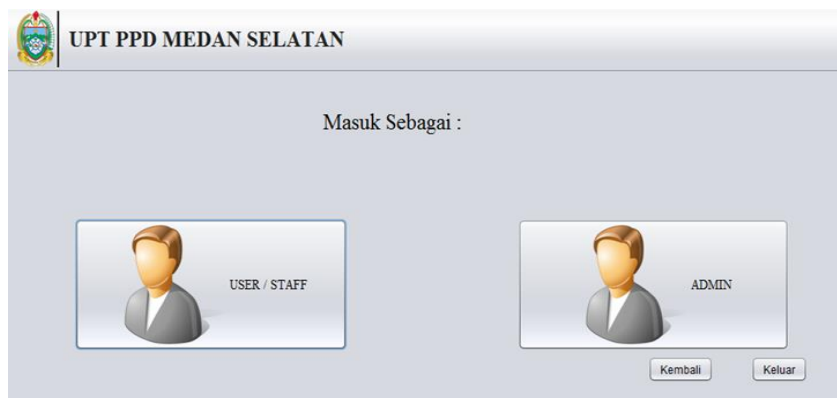 UPT PPD MEDAN SELATAN
Masuk Sebagai :
USER / STAFF
ADMIN
Kembali
Keluar